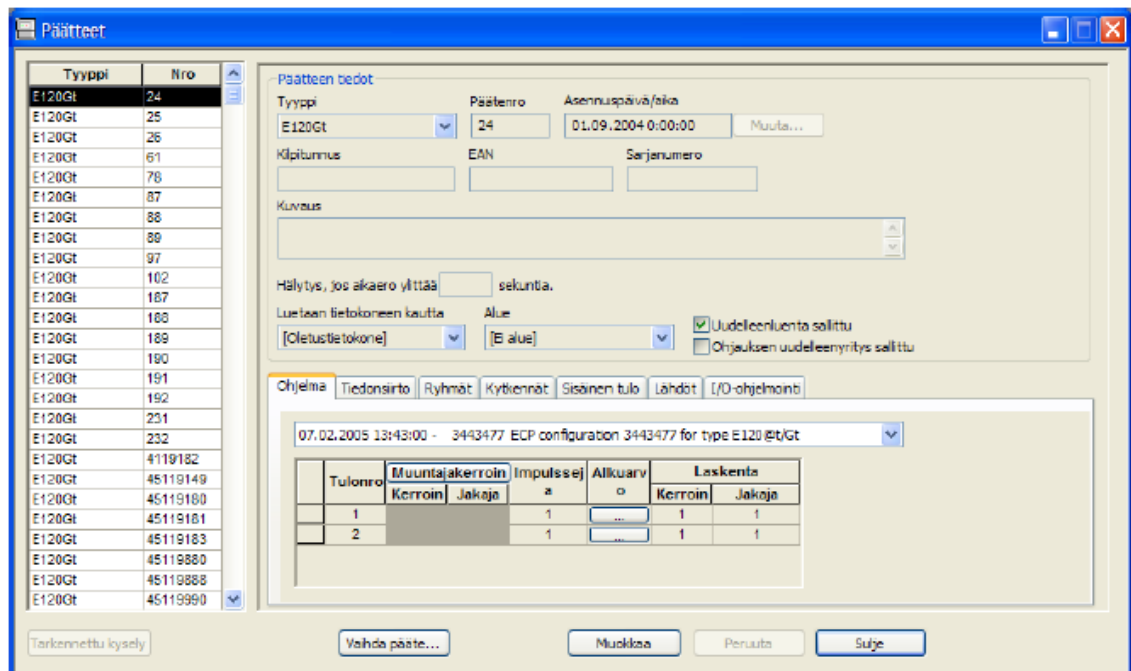 Päätteet
Tyyppi Nro
E120Gt 24
E120Gt 25
E120Gt 26
E120Gt 61
E120Gt 78
E120Gt 87
E120Gt 88
E120Gt 89
E120Gt 97
E120Gt 102
E120Gt 187
E120Gt 188
E120Gt 189
E120Gt 190
E120Gt 191
E120Gt 192
E120Gt 231
E120Gt 232
E120Gt 4119182
E120Gt 45119149
E120Gt 45119180
E120Gt 45119181
E120Gt 45119183
E120Gt 45119880
E120Gt 45119888
E120Gt 45119990
Päätteen tiedot
Tyyppi Päätenro Asennuspäivä/aika
E120Gt 24 01.09.2004 0:00:00 Muuta...
Kilpitunnus EAN Sarjanumero
Kuvaus
Hälytys, jos aikaero ylittää sekuntia.
Luetaan tietokoneen kautta Alue
[Oletustietokone] [Ei alue] Uudelleenluenta sallittu
Ohjauksen uudelleenyritys sallittu
Ohjelma Tiedonsiirto Ryhmät Kytkennät Sisäinen tulo Lähdöt I/O-ohjelmointi
07.02.2005 13:43:00 - 3443477 ECP configuration 3443477 for type E120@t/Gt
Tulonro Muuntajakerroin Impulsseja Alkuarvo Laskenta
Kerroin Jakaja Kerroin Jakaja
1 1 ... 1 1
2 1 ... 1 1
Tarkennettu kysely Vaihda pääte... Muokkaa Peruuta Sulje